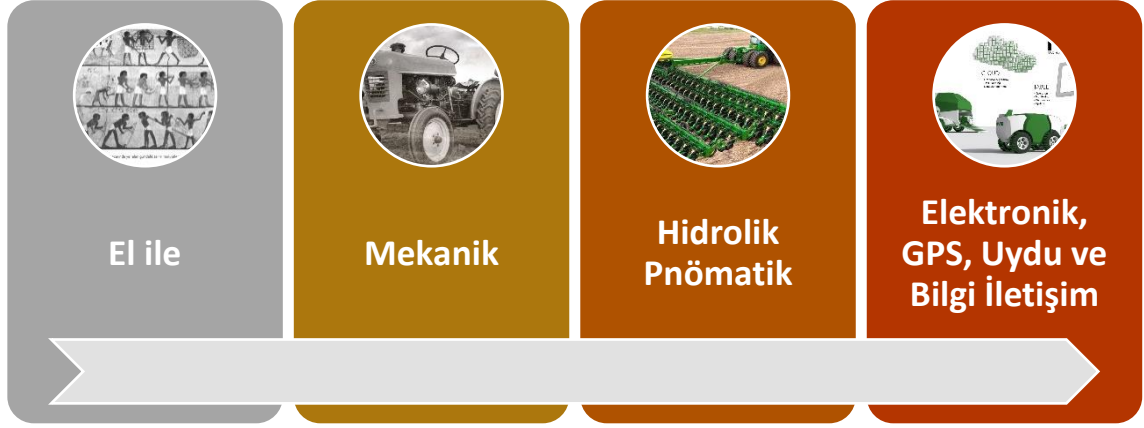 El ile
Mekanik
Hidrolik
Pnömatik
Elektronik,
GPS, Uydu ve
Bilgi İletişim